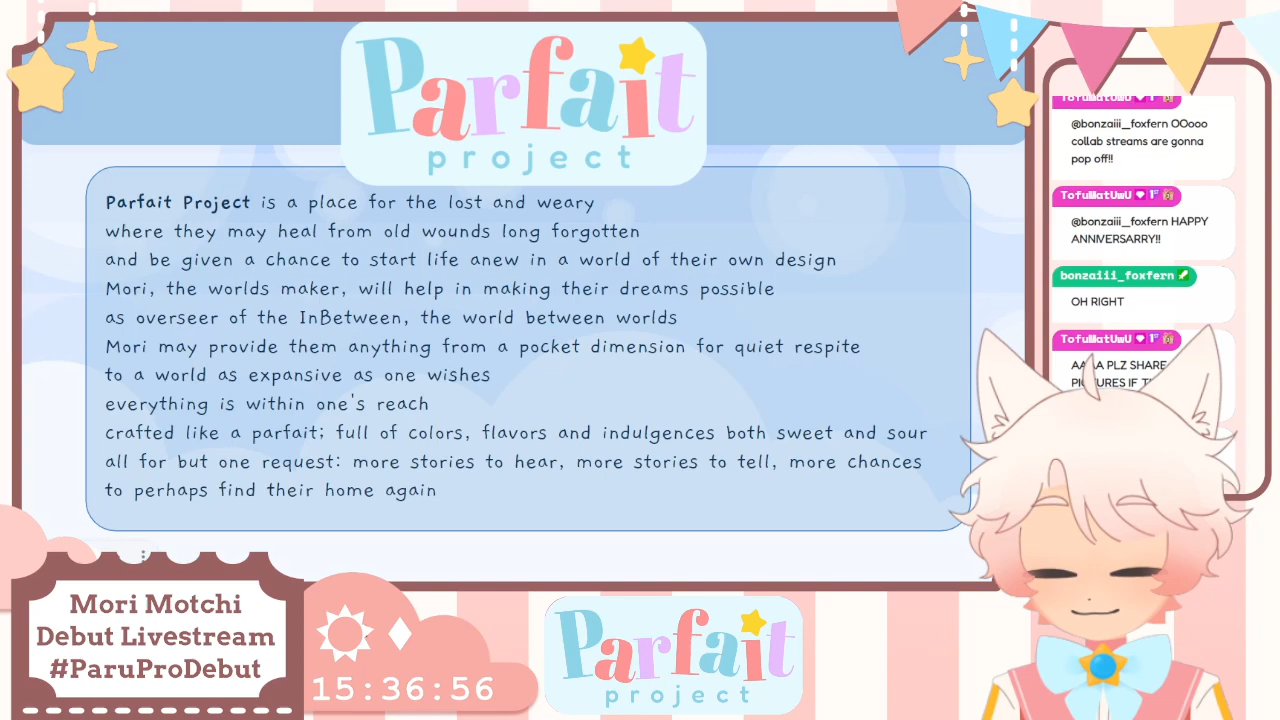 Parfait
project
Parfait Project is a place for the lost and weary
where they may heal from old wounds long forgotten
and be given a chance to start life anew in a world of their own design
Mori, the worlds maker, will help in making their dreams possible
as overseer of the InBetween, the world between worlds
Mori may provide them anything from a pocket dimension for quiet respite
to a world as expansive as one wishes
everything is within one's reach
crafted like a parfait; full of colors, flavors and indulgences both sweet and sour
all for but one request: more stories to hear, more stories to tell, more chances
to perhaps find their home again
TofuMatUwU
@bonzaiii_foxfern OOooo
collab streams are gonna
pop off!!
TofuMatUwU
@bonzaiii_foxfern HAPPY
ANNIVERSARRY!!
bonzaiii_foxfern
OH RIGHT
TofuMatUwU
PLZ SHARE
IF
Mori Motchi
Debut Livestream
#ParuProDebut
15:36:56
Parfait
project